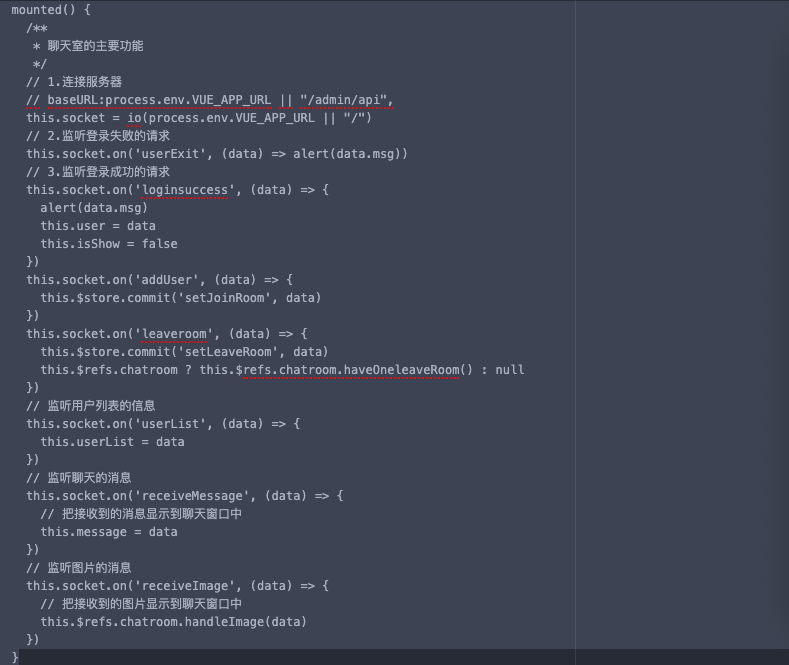 mounted() {
/**
* 聊天室的主要功能
*/
// 1.连接服务器
// baseURL:process.env.VUE_APP_URL || "/admin/api",
this.socket = io(process.env.VUE_APP_URL || "/")
// 2.监听登录失败的请求
this.socket.on('userExit', (data) => alert(data.msg))
// 3.监听登录成功的请求
this.socket.on('loginsuccess', (data) => {
alert(data.msg)
this.user = data
this.isShow = false
})
this.socket.on('addUser', (data) => {
this.$store.commit('setJoinRoom', data)
})
this.socket.on('leaveroom', (data) => {
this.$store.commit('setLeaveRoom', data)
this.$refs.chatroom ? this.$refs.chatroom.haveOneleaveRoom() : null
})
// 监听用户列表的信息
this.socket.on('userList', (data) => {
this.userList = data
})
// 监听聊天的消息
this.socket.on('receiveMessage', (data) => {
// 把接收到的消息显示到聊天窗口中
this.message = data
})
// 监听图片的消息
this.socket.on('receiveImage', (data) => {
// 把接收到的图片显示到聊天窗口中
this.$refs.chatroom.handleImage(data)
})
}